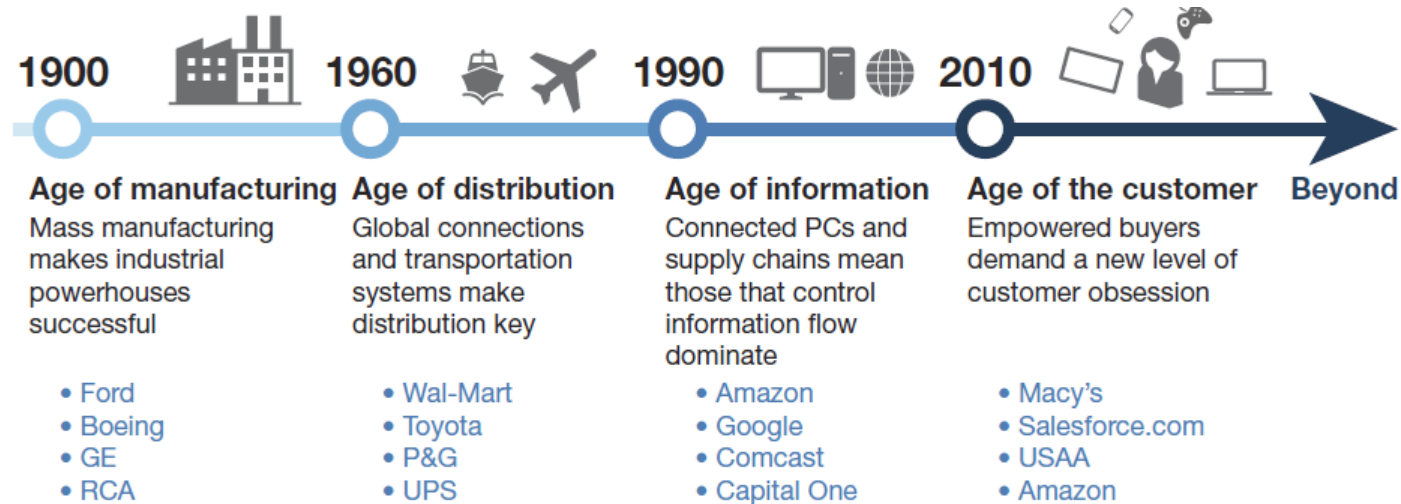 1900
1960
1990
2010
Age of manufacturing
Mass manufacturing
makes industrial
powerhouses
successful
• Ford
• Boeing
• GE
• RCA
Age of distribution
Global connections
and transportation
systems make
distribution key
• Wal-Mart
• Toyota
• P&G
• UPS
Age of information
Connected PCs and
supply chains mean
those that control
information flow
dominate
• Amazon
• Google
• Comcast
• Capital One
Age of the customer
Empowered buyers
demand a new level of
customer obsession
• Macy's
• Salesforce.com
• USAA
• Amazon
Beyond